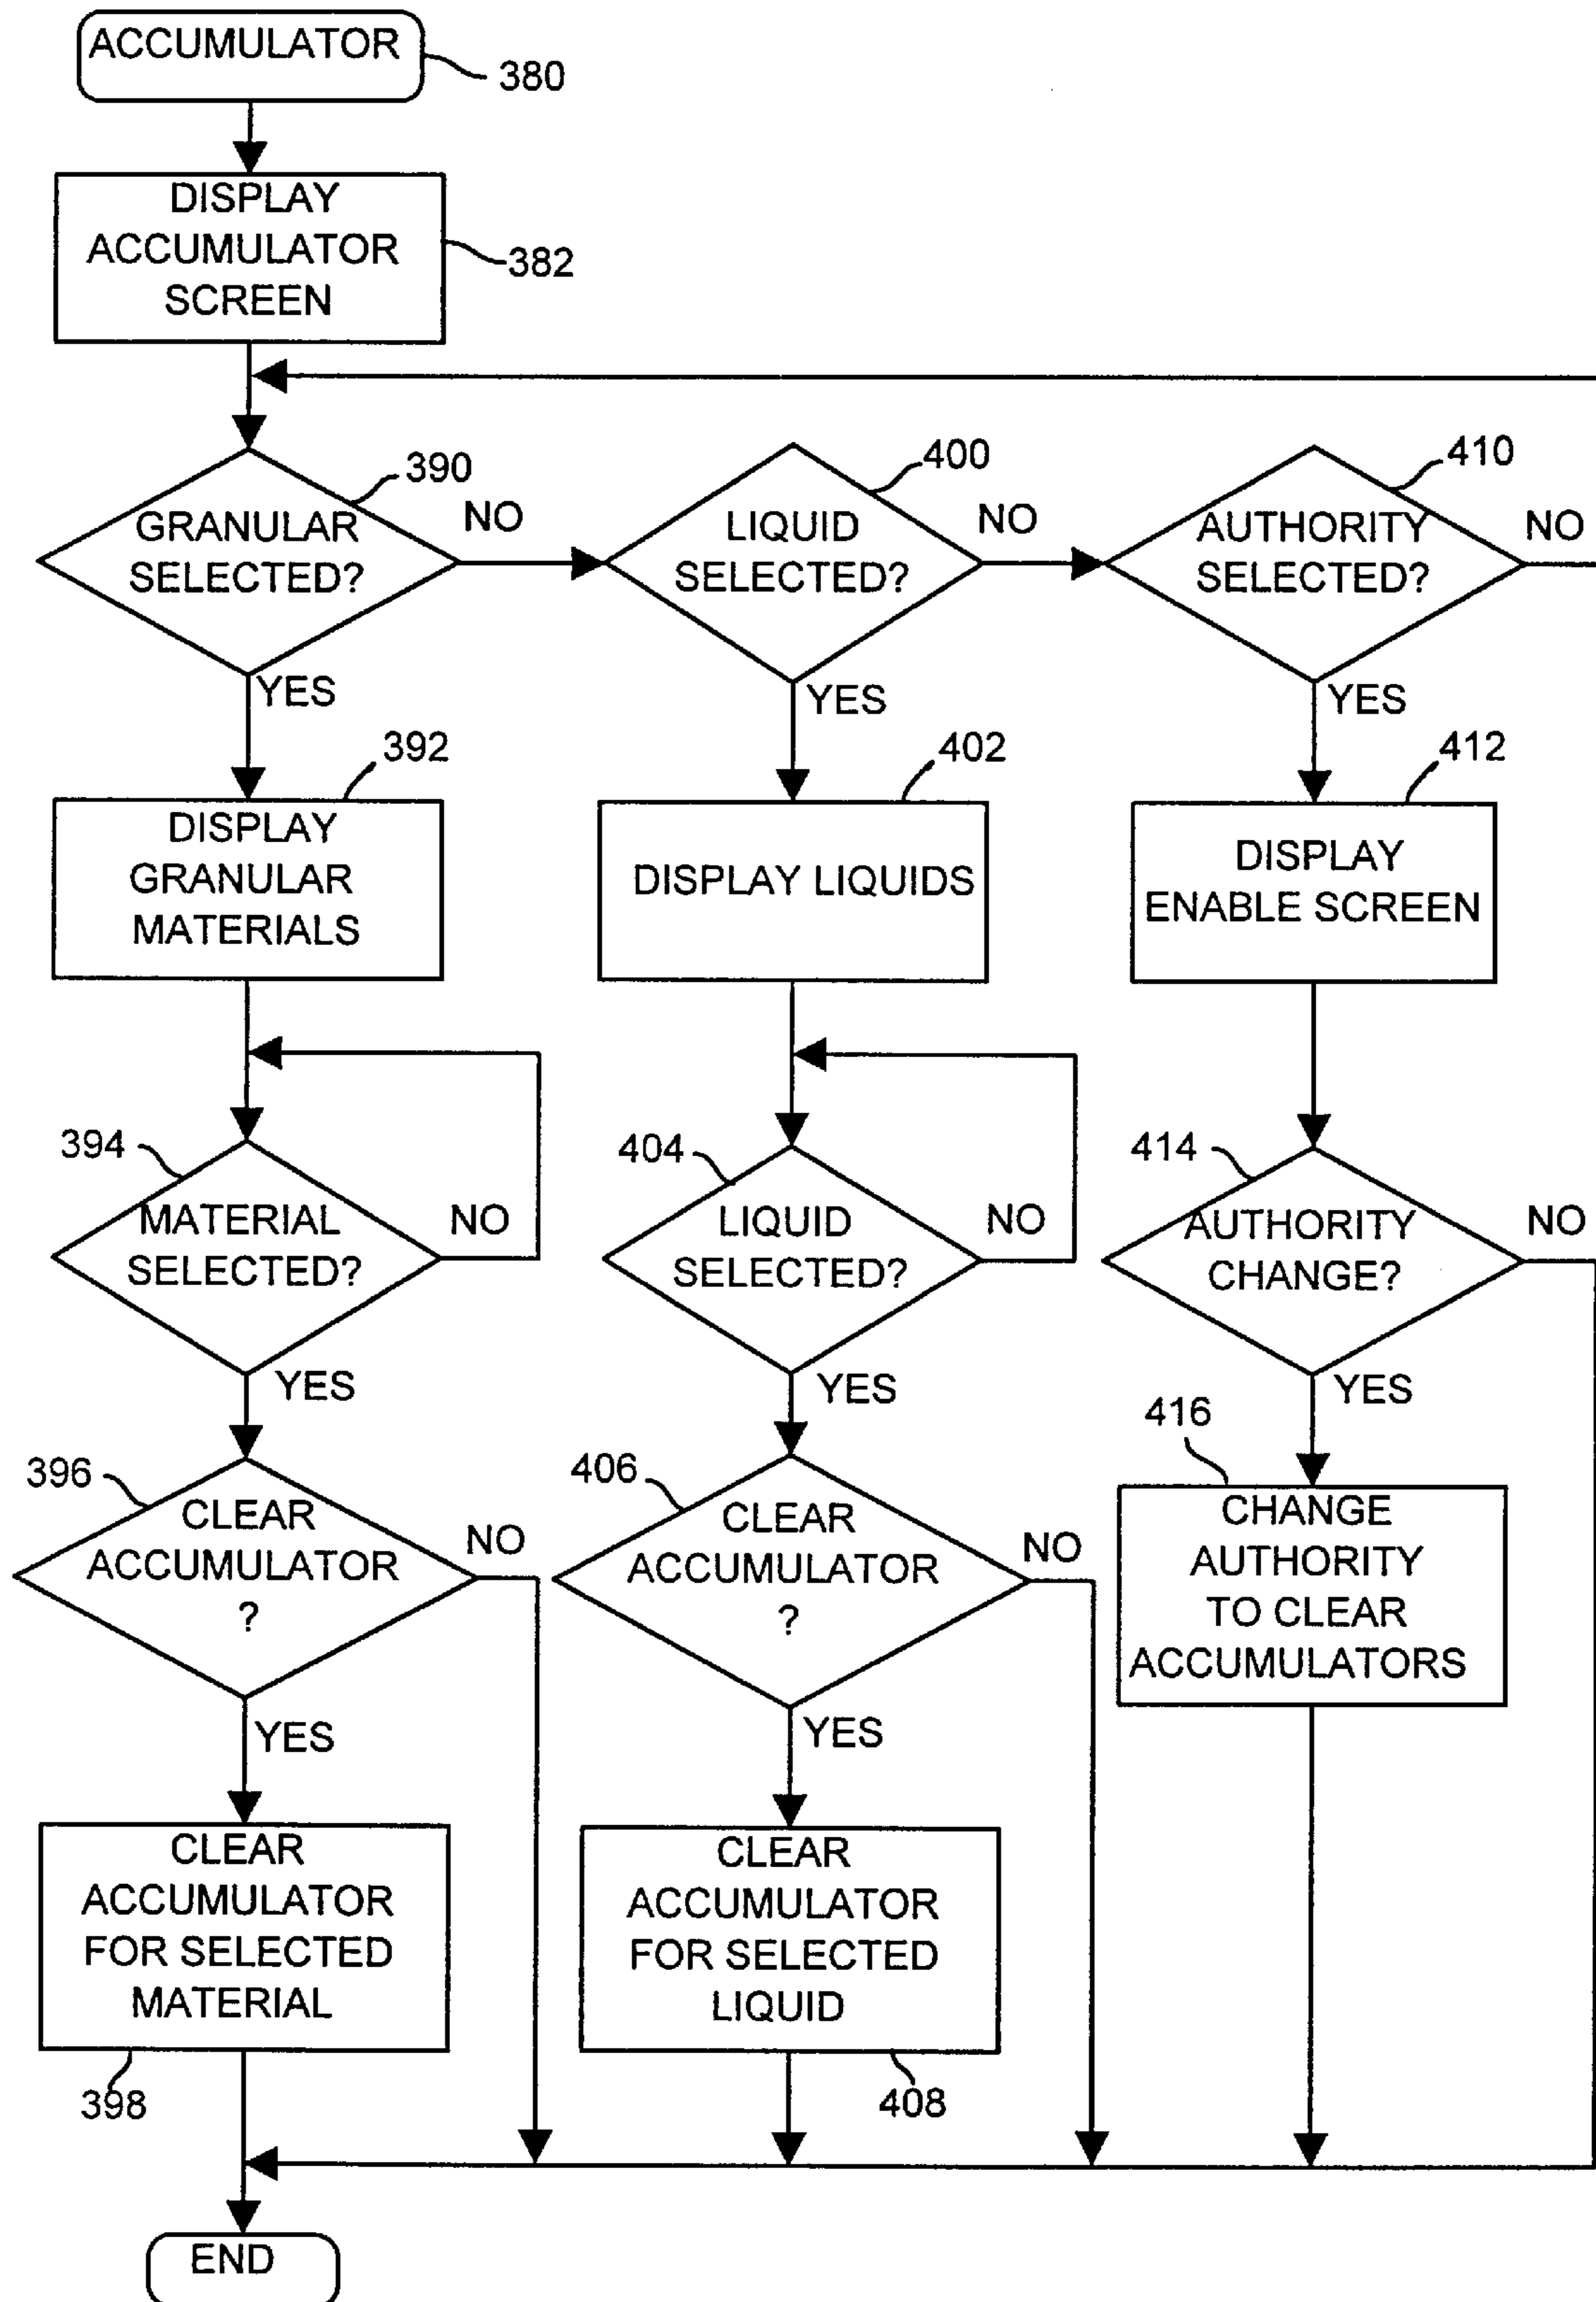 ACCUMULATOR
380
DISPLAY
ACCUMULATOR
SCREEN
382
390
GRANULAR
SELECTED?
NO
YES
400
LIQUID
SELECTED?
NO
YES
410
AUTHORITY
SELECTED?
NO
YES
392
DISPLAY
GRANULAR
MATERIALS
402
DISPLAY LIQUIDS
412
DISPLAY
ENABLE SCREEN
394
MATERIAL
SELECTED?
NO
YES
404
LIQUID
SELECTED?
NO
YES
414
AUTHORITY
CHANGE?
NO
YES
396
CLEAR
ACCUMULATOR
?
NO
YES
406
CLEAR
ACCUMULATOR
?
NO
YES
416
CHANGE
AUTHORITY
TO CLEAR
ACCUMULATORS
CLEAR
ACCUMULATOR
FOR SELECTED
MATERIAL
398
CLEAR
ACCUMULATOR
FOR SELECTED
LIQUID
408
END